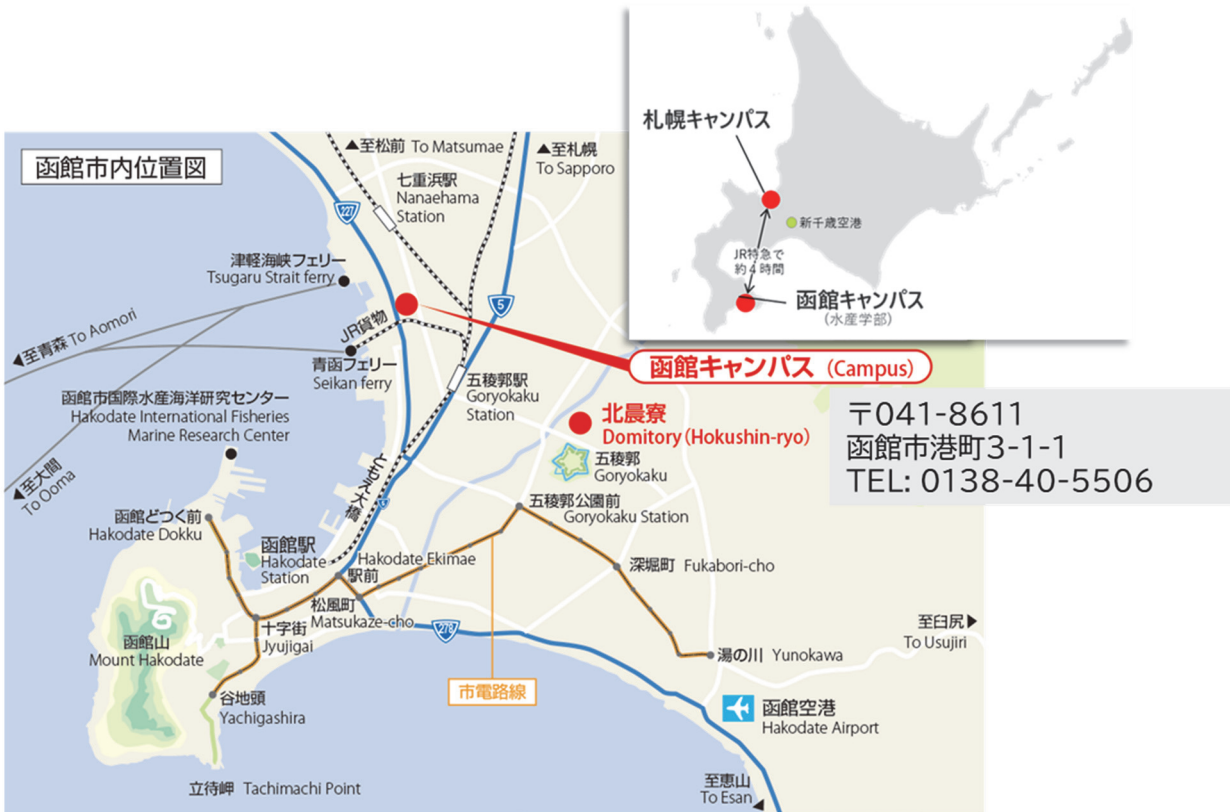 函館市内位置図
▲至松前 To Matsumae
▲至札幌
To Sapporo
七重浜駅
Nanaehama
Station
227
津軽海峡フェリー
Tsugaru Strait ferry
5
JR貨物
◀至青森 To Aomori
青函フェリー
Seikan ferry
函館市国際水産海洋研究センター
Hakodate International Fisheries
Marine Research Center
五稜郭駅
Goryokaku
Station
◀至大間
To Ooma
ともえ大橋
函館どつく前
Hakodate Dokku
函館駅
Hakodate
Station
Hakodate Ekimae
駅前
松風町
Matsukaze-cho
十字街
Jyujigai
函館山
Mount Hakodate
谷地頭
Yachigashira
立待岬 Tachimachi Point
278
市電路線
五稜郭公園前
Goryokaku Station
深堀町 Fukabori-cho
湯の川 Yunokawa
至臼尻▶
To Usujiri
函館空港
Hakodate Airport
至恵山
To Esan
北晨寮
Domitory(Hokushin-ryo)
五稜郭
Goryokaku
函館キャンパス (Campus)
札幌キャンパス
新千歳空港
JR特急で
約4時間
函館キャンパス
(水産学部)
〒041-8611
函館市港町3-1-1
TEL: 0138-40-5506